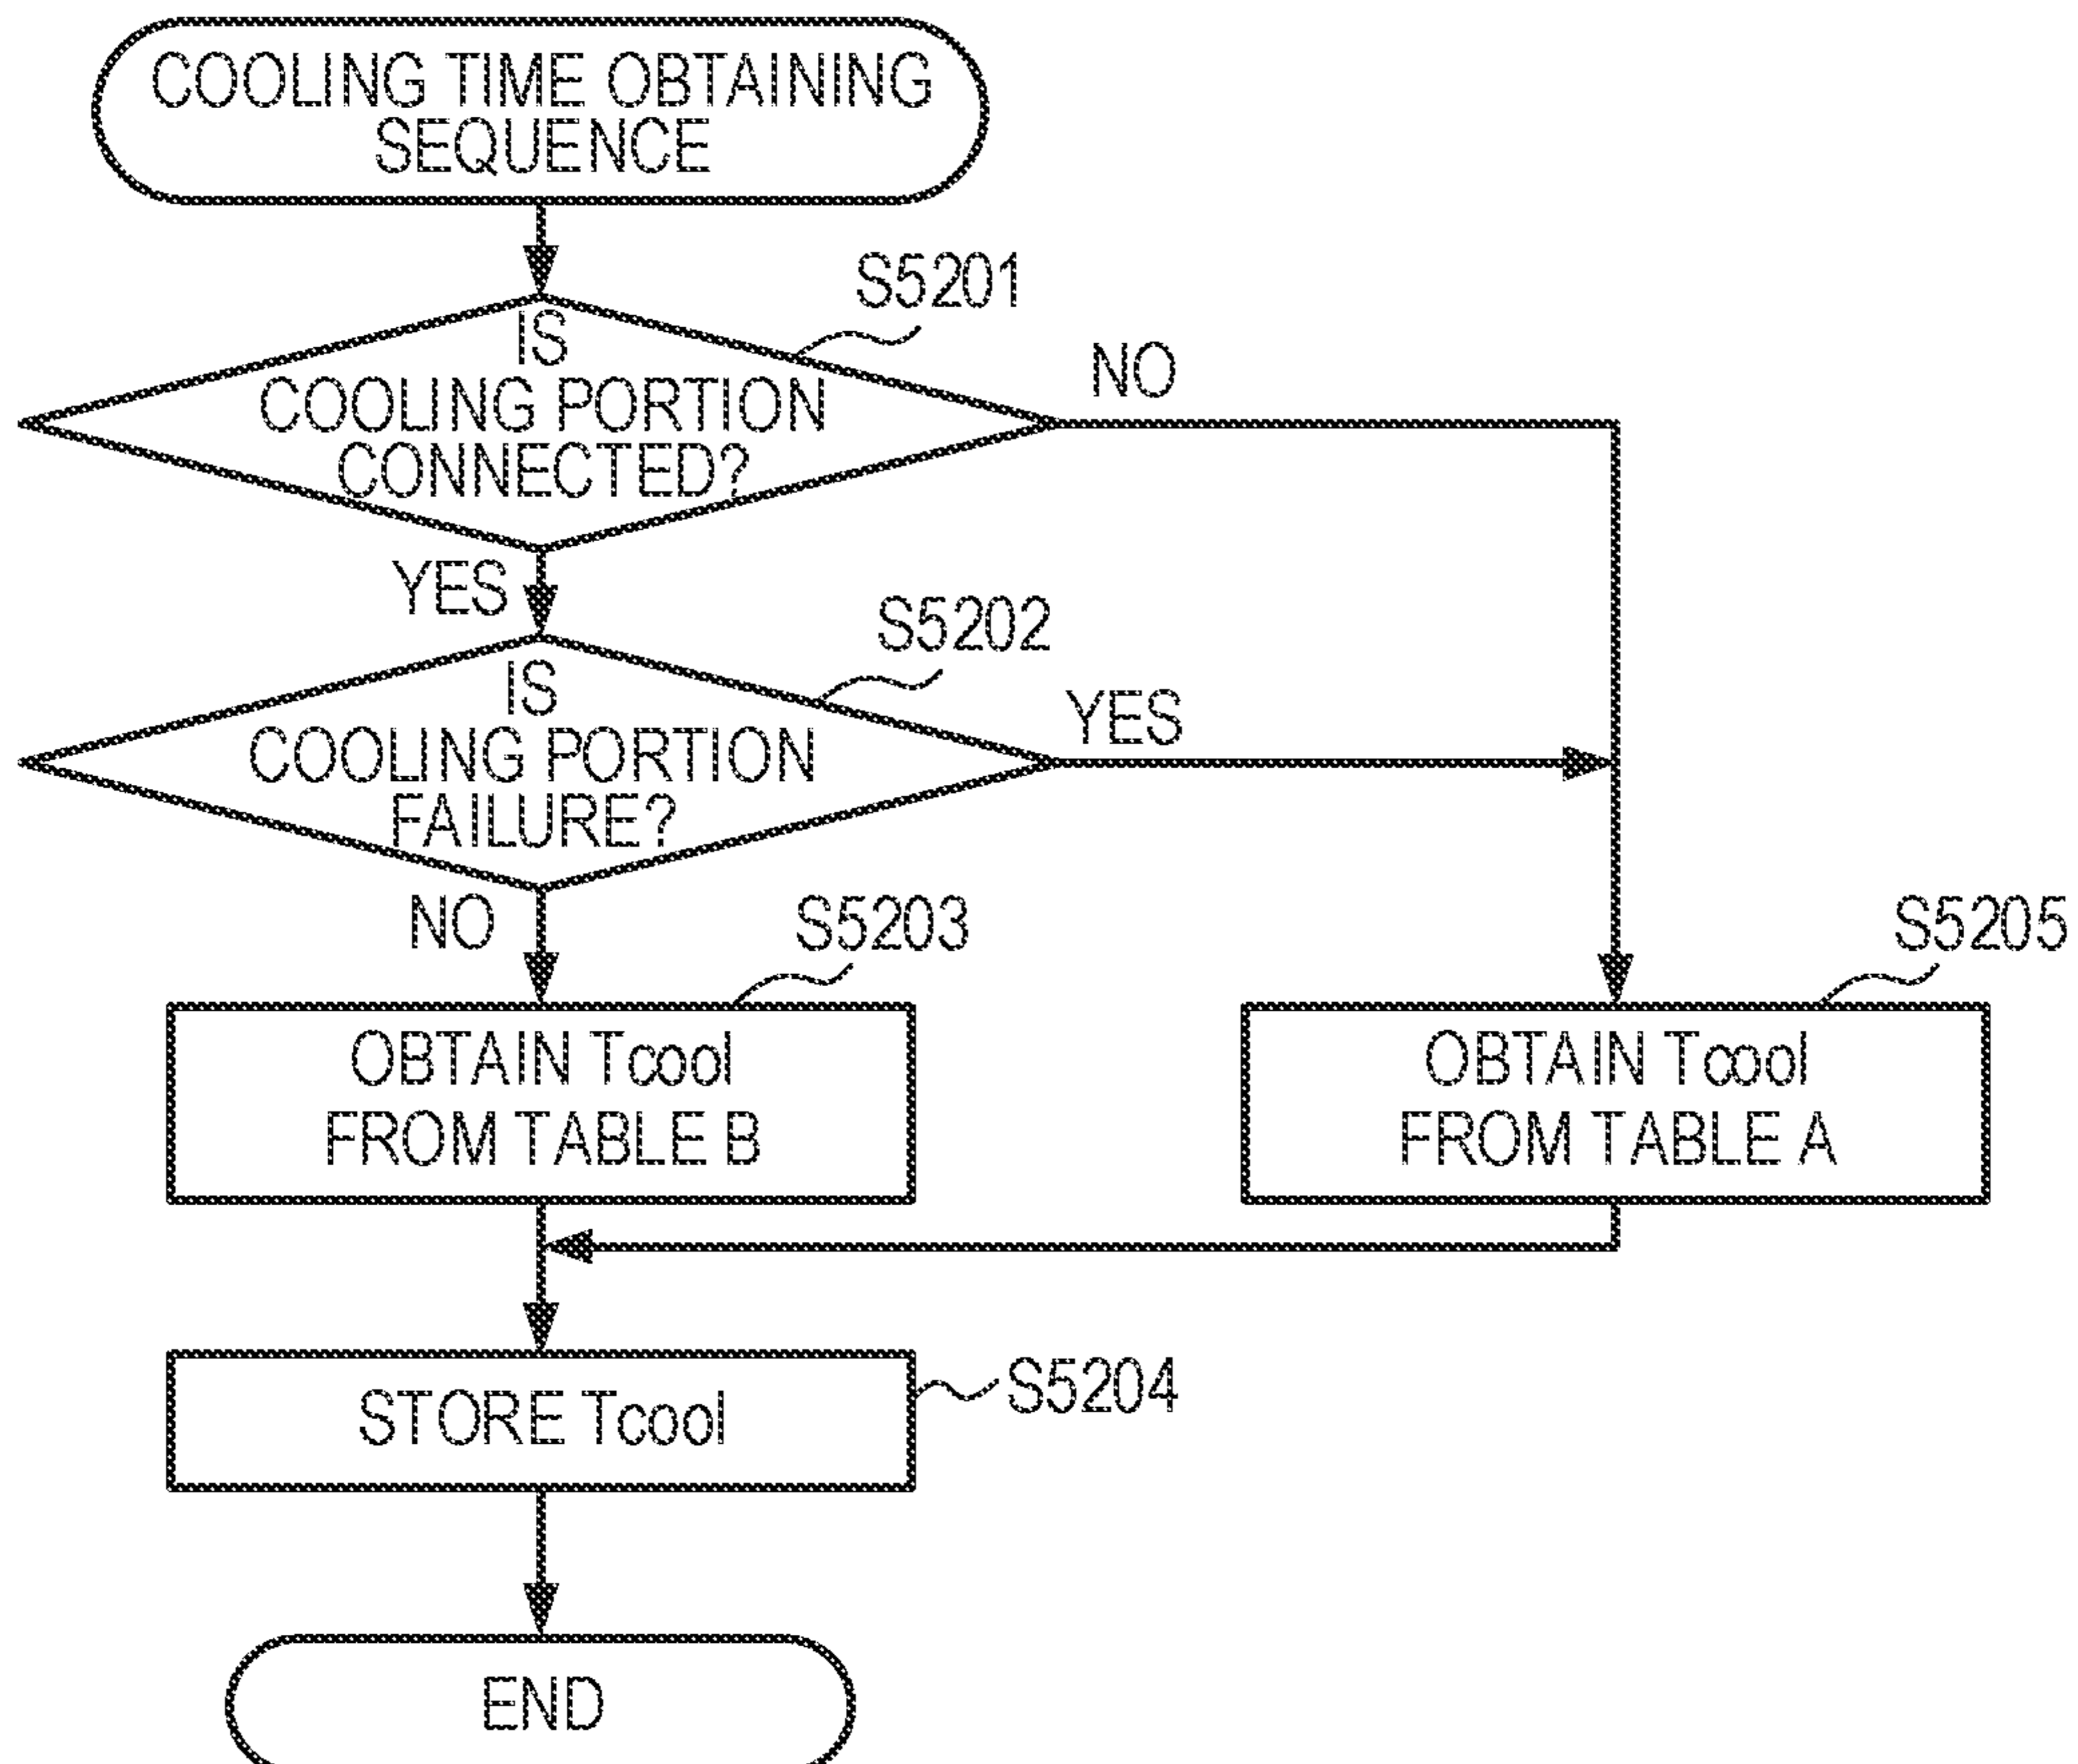 COOLING TIME OBTAINING
SEQUENCE
S5201
IS
COOLING PORTION
CONNECTED?
NO
YES
S5202
IS
COOLING PORTION
FAILURE?
YES
NO
S5203
OBTAIN Tcool
FROM TABLE B
S5205
OBTAIN Tcool
FROM TABLE A
STORE Tcool
S5204
END